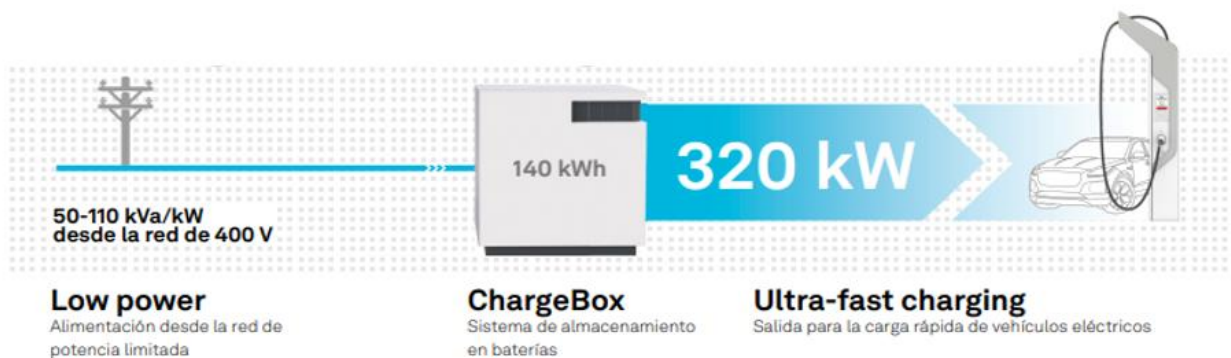 140 kWh
320 kW
50-110 kVa/kW
desde la red de 400 V
Low power
Alimentación desde la red de
potencia limitada
ChargeBox
Sistema de almacenamiento
en baterías
Ultra-fast charging
Salida para la carga rápida de vehículos eléctricos